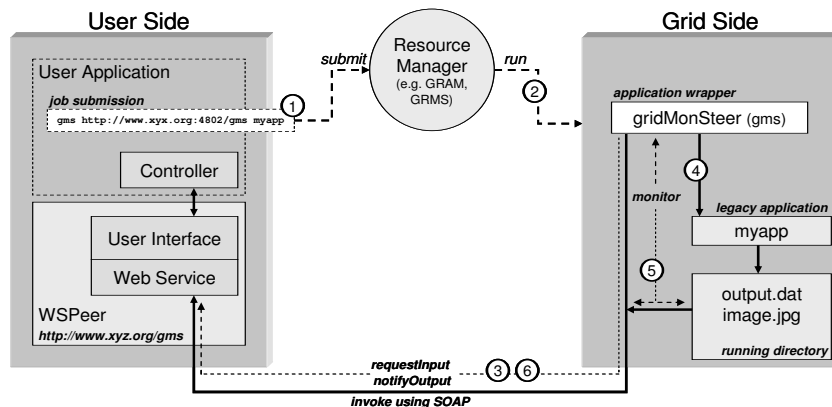 User Side
Grid Side
User Application
job submission
gms http://www.xyx.org:4802/gms myapp
1
submit
Resource
Manager
(e.g. GRAM,
GRMS)
run
2
application wrapper
gridMonSteer (gms)
Controller
4
monitor
legacy application
myapp
User Interface
Web Service
5
output.dat
image.jpg
running directory
WSPeer
http://www.xyz.org/gms
requestInput
3
6
notifyOutput
invoke using SOAP